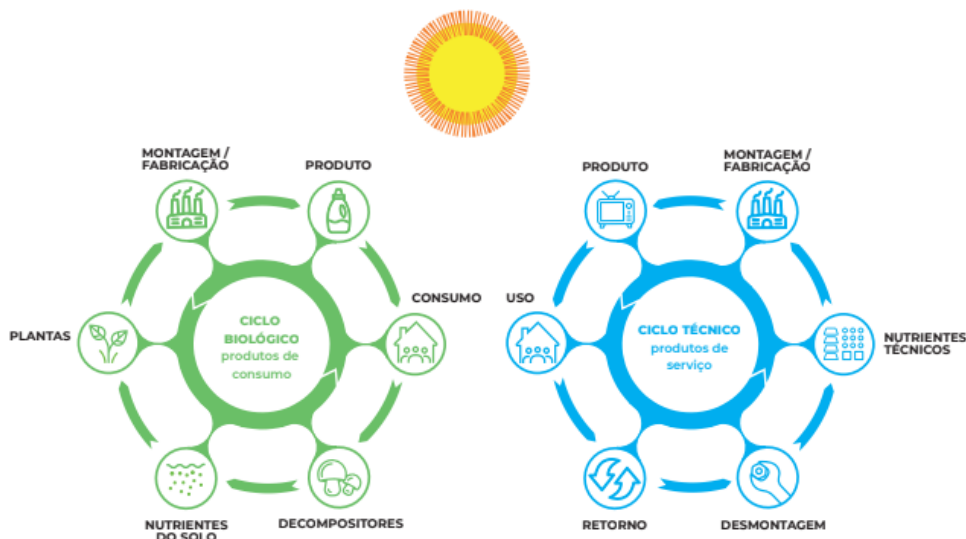 MONTAGEM /
FABRICAÇÃO
PRODUTO
CONSUMO
DECOMPOSITORES
NUTRIENTES
DO SOLO
PLANTAS
CICLO
BIOLÓGICO
produtos de
consumo
PRODUTO
MONTAGEM /
FABRICAÇÃO
NUTRIENTES
TÉCNICOS
DESMONTAGEM
RETORNO
USO
CICLO TÉCNICO
produtos de
serviço